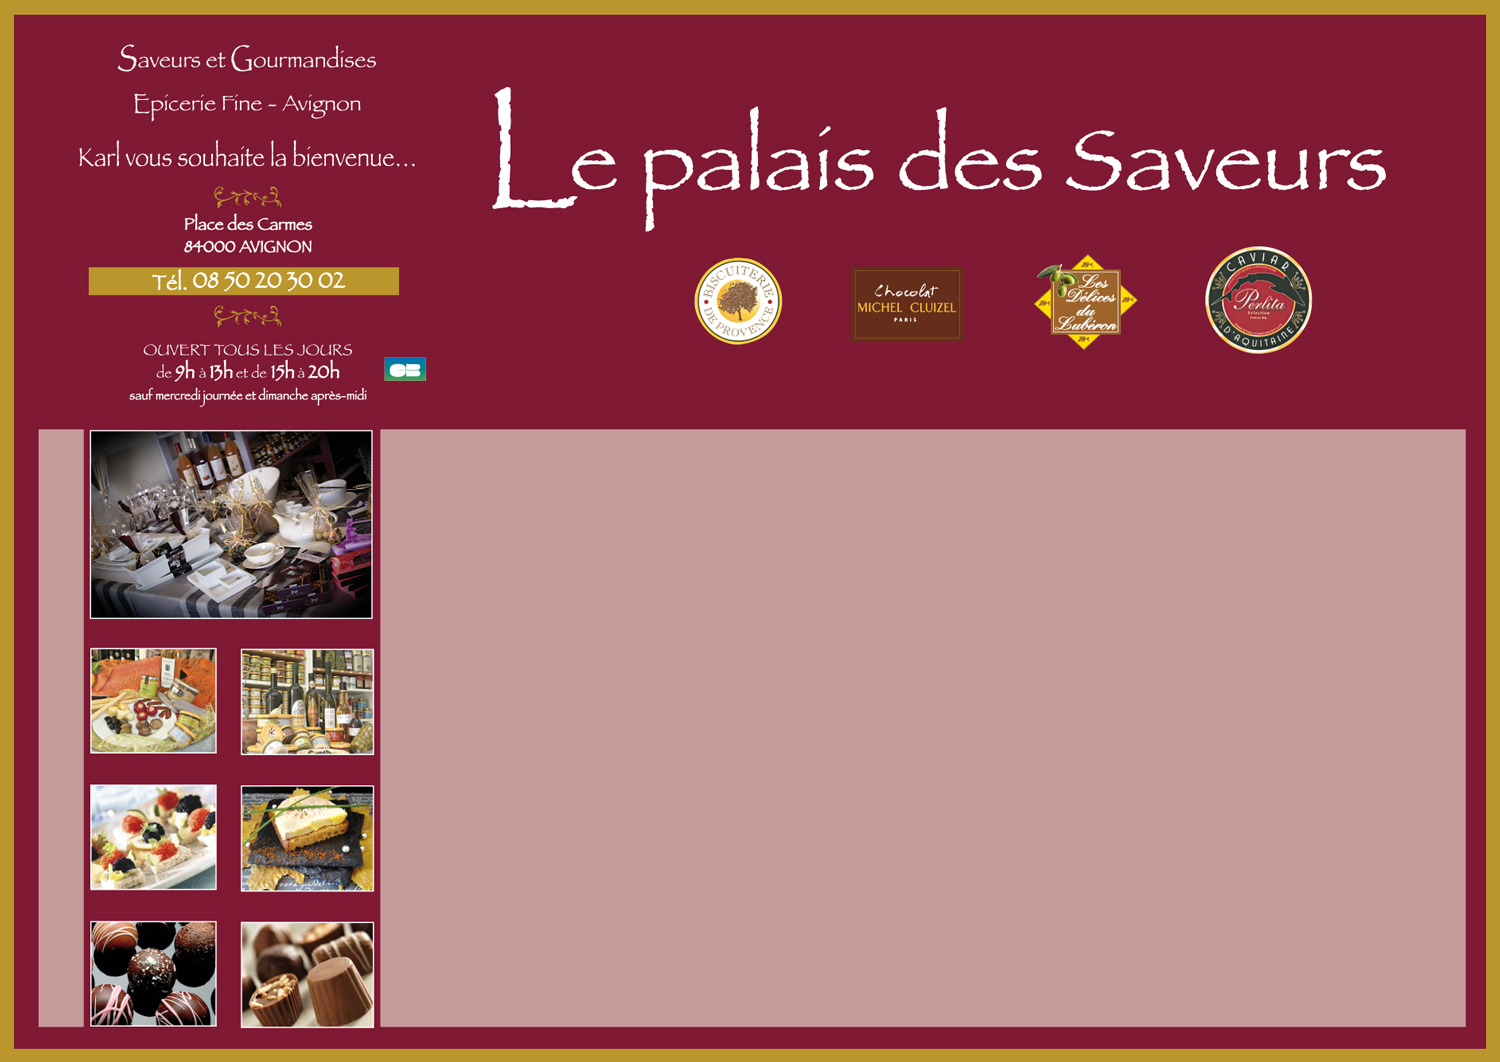 Saveurs et Gourmandises
Epicerie Fine - Avignon
Karl vous souhaite la bienvenue...
Place des Carmes
84000 AVIGNON
Tél. 08 50 20 30 02
OUVERT TOUS LES JOURS
de 9h à 13h et de 15h à 20h
sauf mercredi journée et dimanche après-midi
CB
Le palais des Saveurs
BISCUITERIE
DE PROVENCE
Chocolat
MICHEL CLUIZEL
PARIS
Les
Délices
du
Lubéron
CAVIAR
Perlita
Sélection
D'AQUITAINE